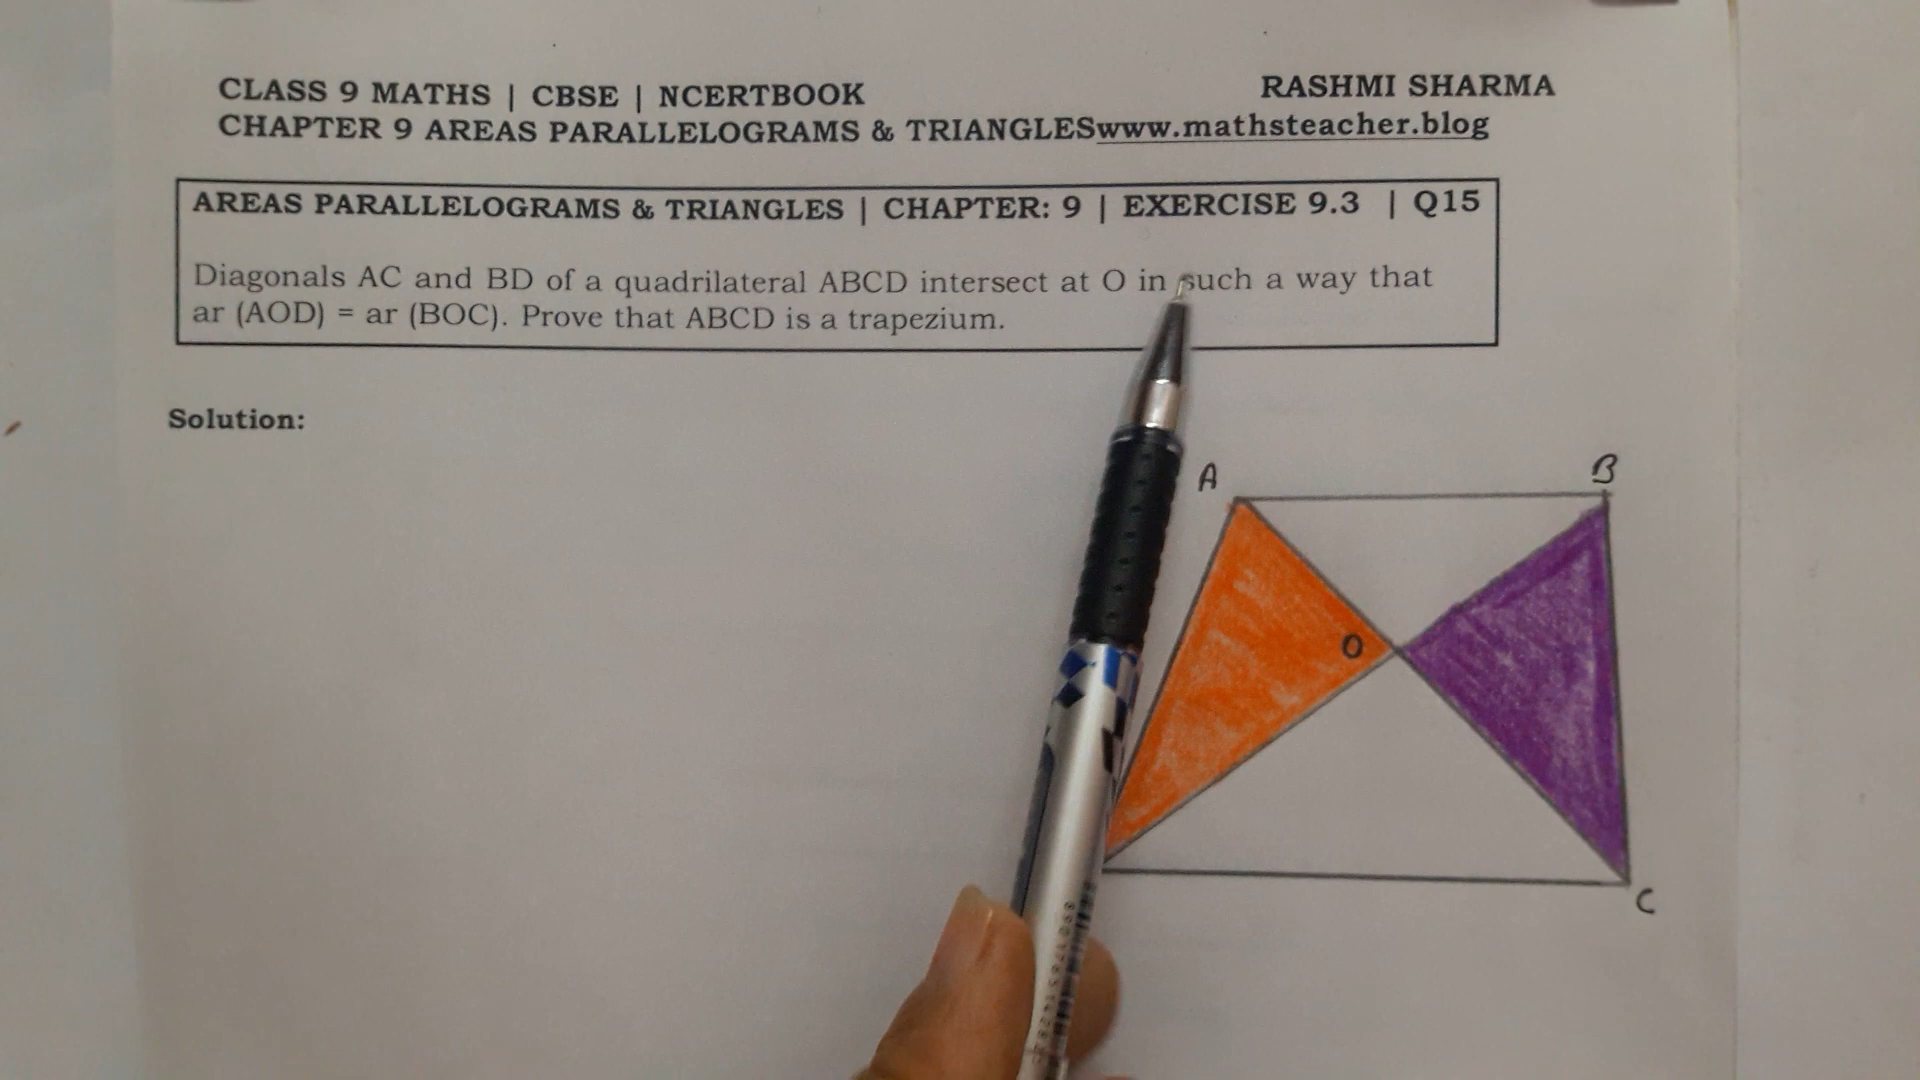 CLASS 9 MATHS | CBSE | NCERTBOOK RASHMI SHARMA
CHAPTER 9 AREAS PARALLELOGRAMS & TRIANGLESwww.mathsteacher.blog
AREAS PARALLELOGRAMS & TRIANGLES | CHAPTER: 9 | EXERCISE 9.3 | Q15
Diagonals AC and BD of a quadrilateral ABCD intersect at O in such a way that
ar (AOD) = ar (BOC). Prove that ABCD is a trapezium.
Solution:
A B
O
C